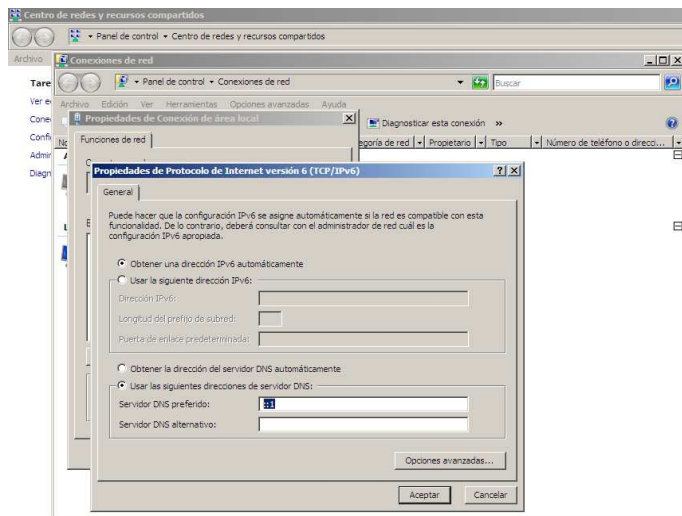 Centro de redes y recursos compartidos
Panel de control Centro de redes y recursos compartidos
Archivo
Conexiones de red
Tare
Panel de control Conexiones de red
Buscar
Ver e
Archivo Edición Ver Herramientas Opciones avanzadas Ayuda
Cone
Propiedades de Conexión de área local
Diagnosticar esta conexión »
Confi
Funciones de red
egoría de red Propietario Tipo Número de teléfono o direcci...
Admir
Diagn
Propiedades de Protocolo de Internet versión 6 (TCP/IPv6)
General
Puede hacer que la configuración IPv6 se asigne automáticamente si la red es compatible con esta
funcionalidad. De lo contrario, deberá consultar con el administrador de red cuál es la
configuración IPv6 apropiada.
Obtener una dirección IPv6 automáticamente
Usar la siguiente dirección IPv6:
Dirección IPv6:
Longitud del prefijo de subred:
Puerta de enlace predeterminada:
Obtener la dirección del servidor DNS automáticamente
Usar las siguientes direcciones de servidor DNS:
Servidor DNS preferido: ::1
Servidor DNS alternativo:
Opciones avanzadas...
Aceptar Cancelar